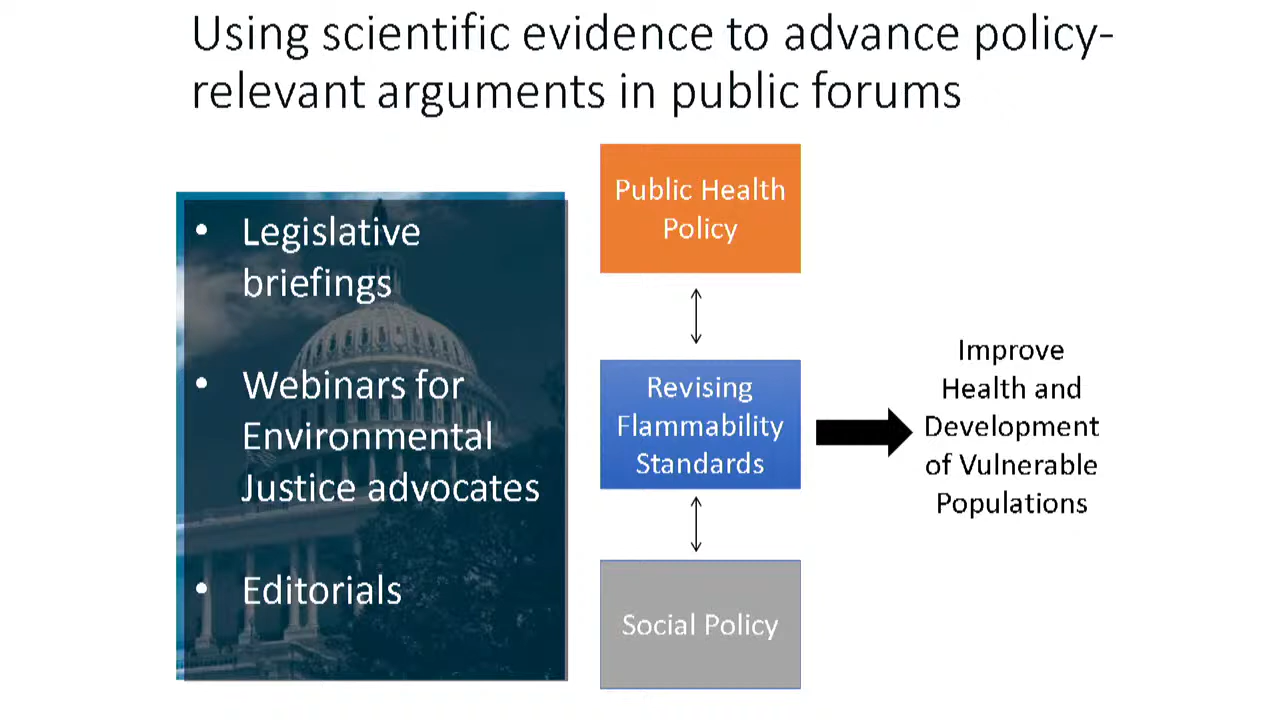 Using scientific evidence to advance policy-
relevant arguments in public forums
• Legislative
briefings
• Webinars for
Environmental
Justice advocates
• Editorials
Public Health
Policy
Revising
Flammability
Standards
Social Policy
Improve
Health and
Development
of Vulnerable
Populations